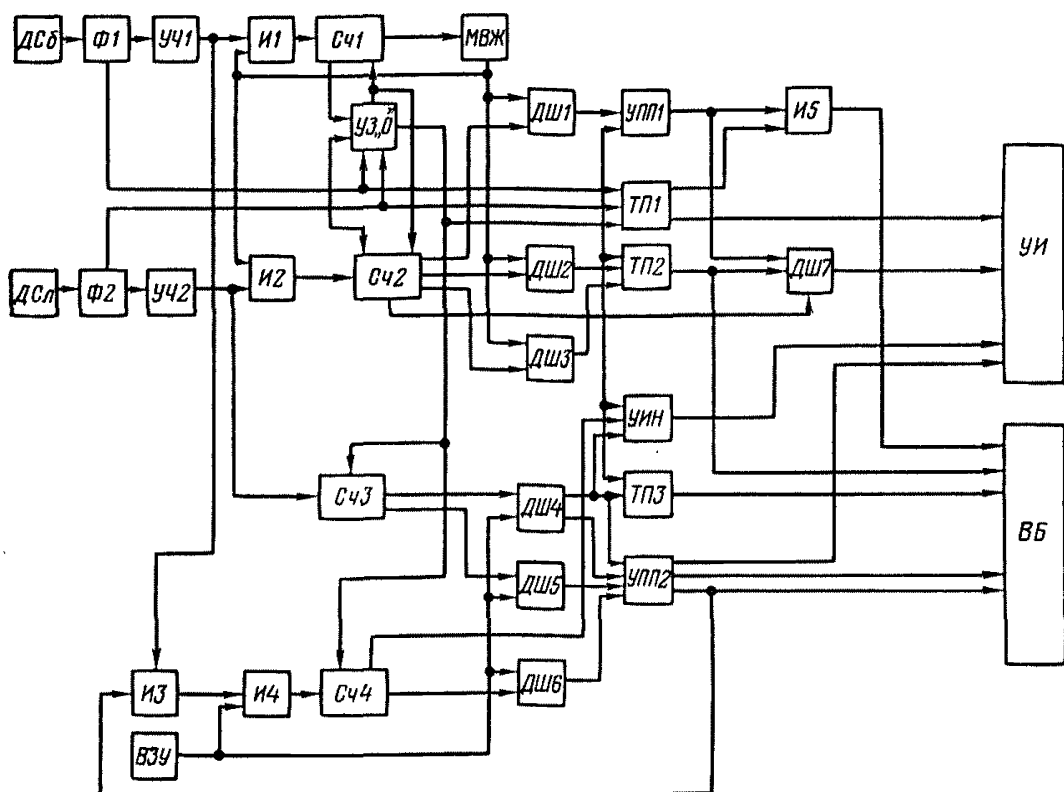 ДСб
Ф1
УЧ1
И1
Сч1
МВЖ
ДШ1
УПП1
И5
УЗ„0"
ТП1
УИ
ДСл
Ф2
УЧ2
И2
Сч2
ДШ2
ТП2
ДШ7
ДШ3
УИН
Сч3
ДШ4
ТП3
ВБ
ДШ5
УПП2
И3
И4
Сч4
ДШ6
ВЗУ